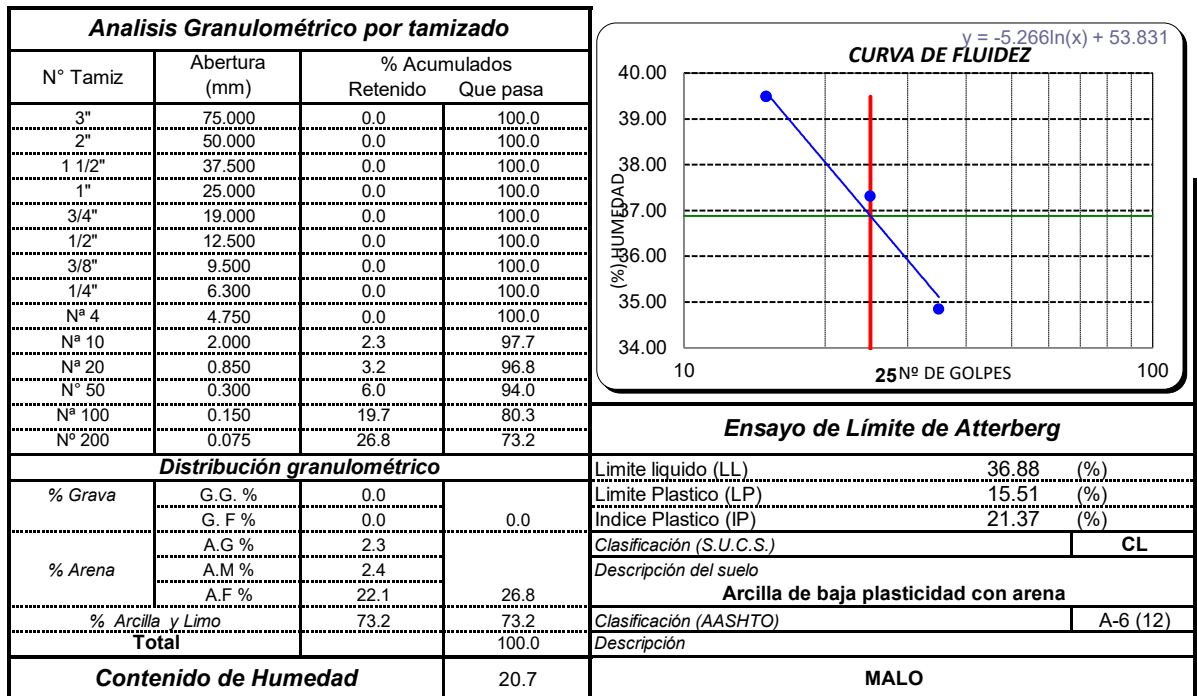 Analisis Granulométrico por tamizado
N° Tamiz Abertura (mm) % Acumulados
Retenido Que pasa
3" 75.000 0.0 100.0
2" 50.000 0.0 100.0
1 1/2" 37.500 0.0 100.0
1" 25.000 0.0 100.0
3/4" 19.000 0.0 100.0
1/2" 12.500 0.0 100.0
3/8" 9.500 0.0 100.0
1/4" 6.300 0.0 100.0
Nª 4 4.750 0.0 100.0
Nª 10 2.000 2.3 97.7
Nª 20 0.850 3.2 96.8
N° 50 0.300 6.0 94.0
Nª 100 0.150 19.7 80.3
Nº 200 0.075 26.8 73.2
Distribución granulométrico
% Grava G.G. % 0.0
G. F % 0.0 0.0
A.G % 2.3
% Arena A.M % 2.4
A.F % 22.1 26.8
% Arcilla y Limo 73.2 73.2
Total 100.0
Contenido de Humedad 20.7
y = -5.266ln(x) + 53.831
CURVA DE FLUIDEZ
40.00
39.00
38.00
37.00
36.00
35.00
34.00
(%) HUMEDAD
10 25 Nº DE GOLPES 100
Ensayo de Límite de Atterberg
Limite liquido (LL) 36.88 (%)
Limite Plastico (LP) 15.51 (%)
Indice Plastico (IP) 21.37 (%)
Clasificación (S.U.C.S.) CL
Descripción del suelo
Arcilla de baja plasticidad con arena
Clasificación (AASHTO) A-6 (12)
Descripción
MALO